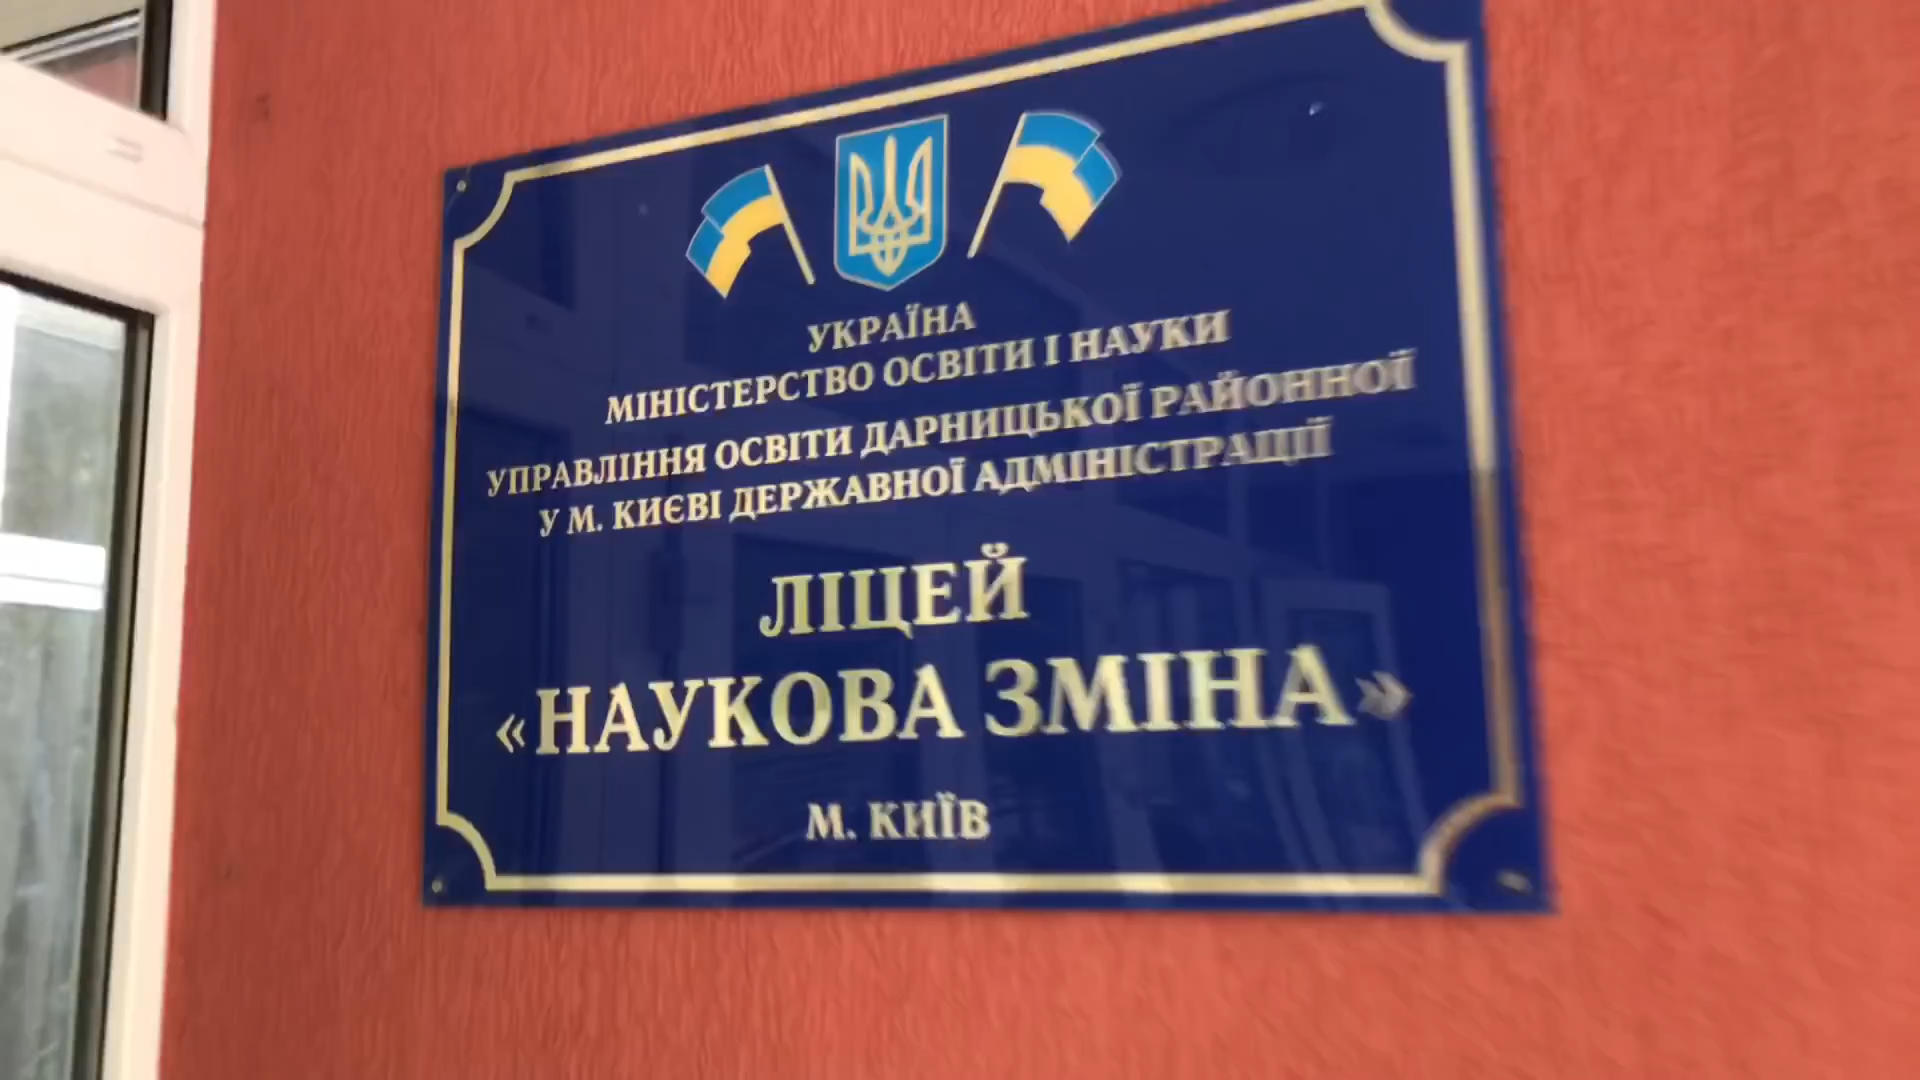 УКРАЇНА
МІНІСТЕРСТВО ОСВІТИ І НАУКИ
УПРАВЛІННЯ ОСВІТИ ДАРНИЦЬКОЇ РАЙОННОЇ
У М. КИЄВІ ДЕРЖАВНОЇ АДМІНІСТРАЦІЇ
ЛІЦЕЙ
«НАУКОВА ЗМІНА»
М. КИЇВ